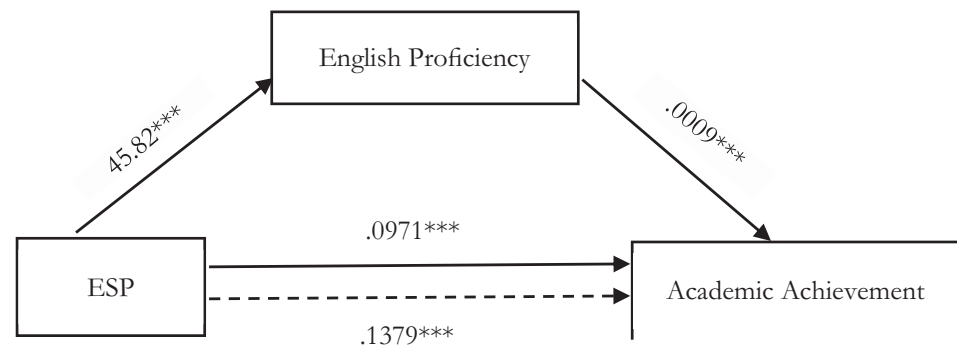 English Proficiency
45.82***
.0009***
.0971***
ESP
Academic Achievement
.1379***